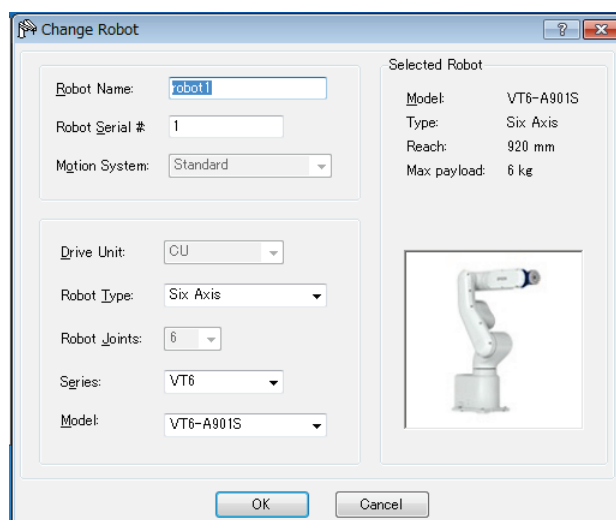 Change Robot
Robot Name: robot1
Robot Serial # 1
Motion System: Standard
Drive Unit: CU
Robot Type: Six Axis
Robot Joints: 6
Series: VT6
Model: VT6-A901S
Selected Robot
Model: VT6-A901S
Type: Six Axis
Reach: 920 mm
Max payload: 6 kg
OK
Cancel